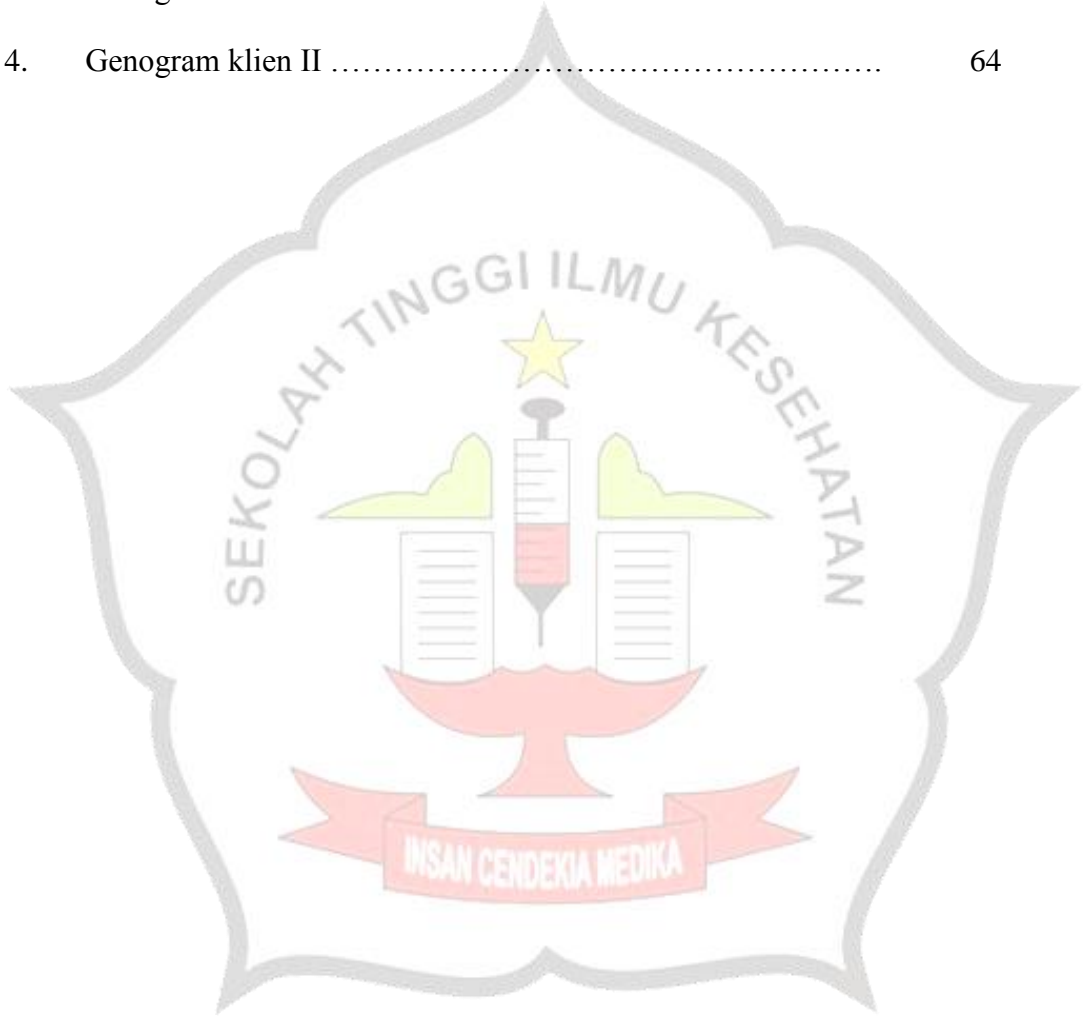 4. Genogram klien II ……………………………………………. 64
SEKOLAH TINGGI ILMU KESEHATAN
INSAN CENDEKIA MEDIKA